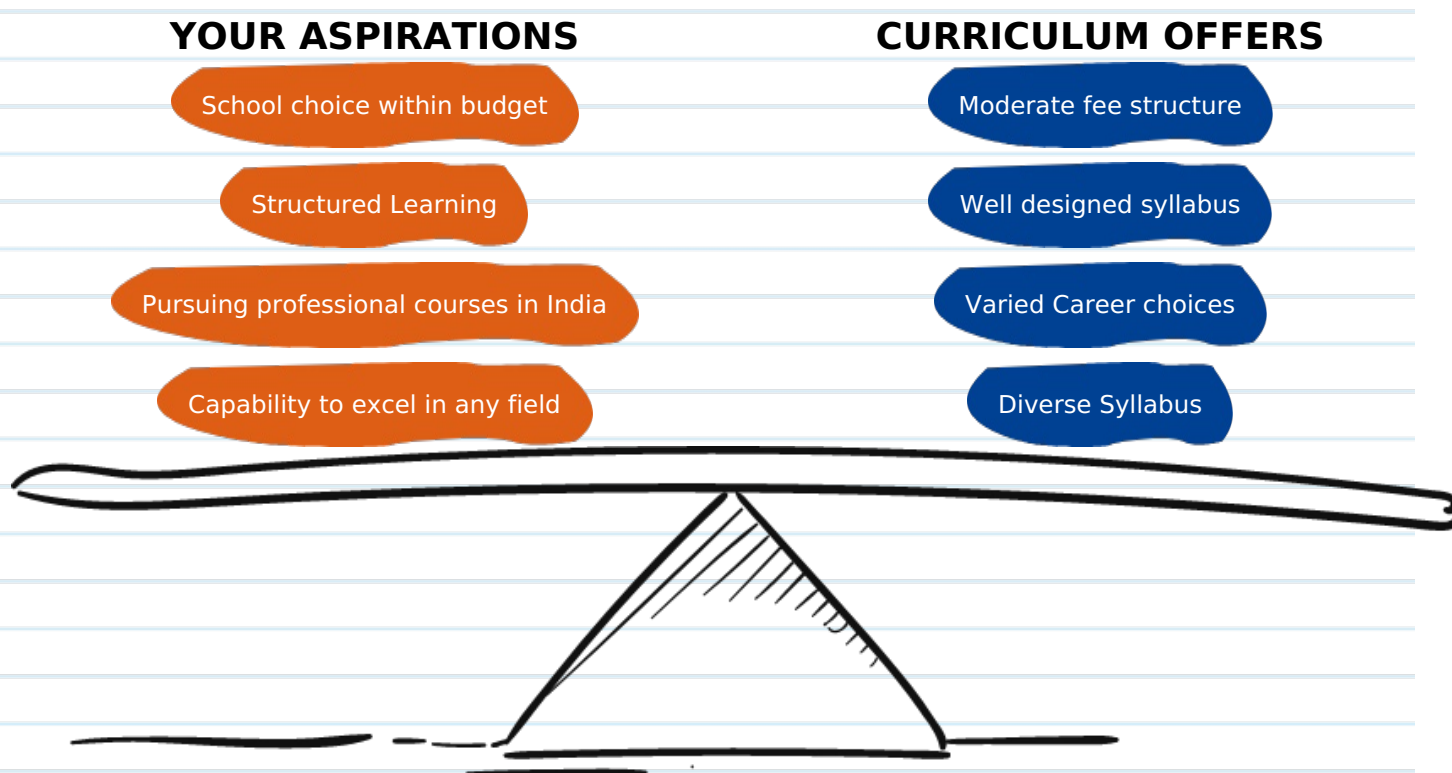 YOUR ASPIRATIONS
School choice within budget
Structured Learning
Pursuing professional courses in India
Capability to excel in any field
CURRICULUM OFFERS
Moderate fee structure
Well designed syllabus
Varied Career choices
Diverse Syllabus